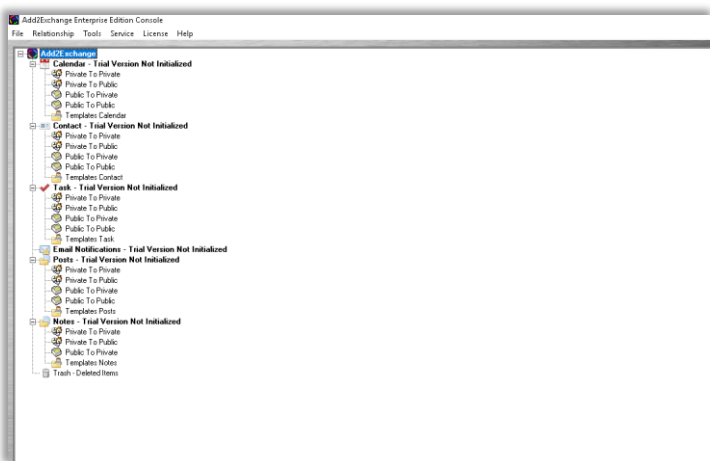 Add2Exchange Enterprise Edition Console
File Relationship Tools Service License Help
Add2Exchange
Calendar - Trial Version Not Initialized
Private To Private
Private To Public
Public To Private
Public To Public
Templates Calendar
Contact - Trial Version Not Initialized
Private To Private
Private To Public
Public To Private
Public To Public
Templates Contact
Task - Trial Version Not Initialized
Private To Private
Private To Public
Public To Private
Public To Public
Templates Task
Email Notifications - Trial Version Not Initialized
Posts - Trial Version Not Initialized
Private To Private
Private To Public
Public To Private
Public To Public
Templates Posts
Notes - Trial Version Not Initialized
Private To Private
Private To Public
Public To Private
Templates Notes
Trash - Deleted Items